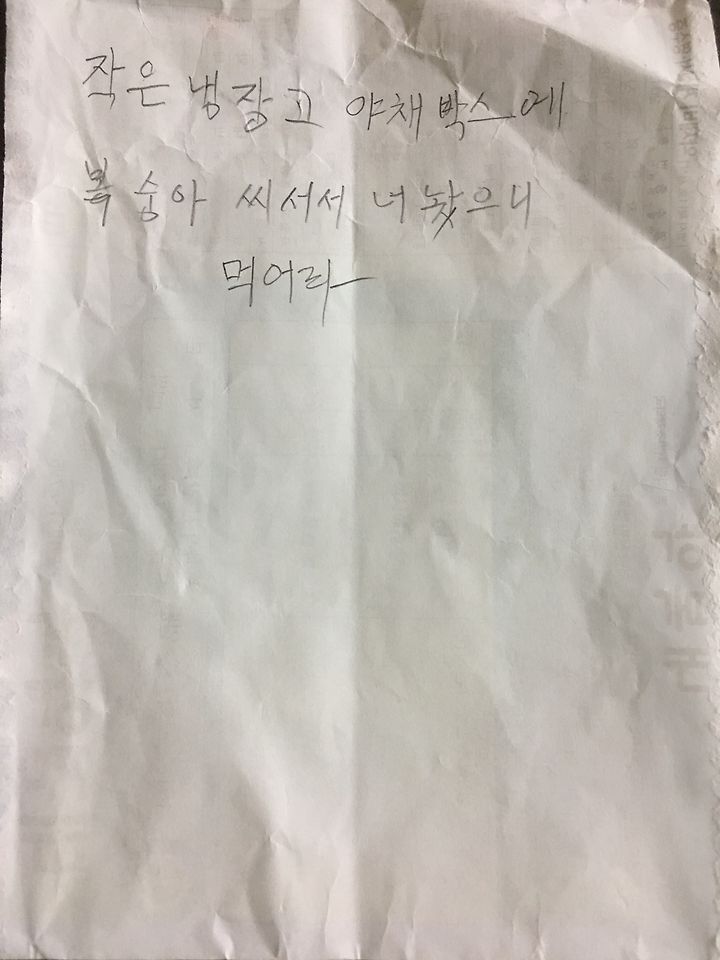 작은 냉장고 야채박스에
복숭아 씨서서 너놨으니
먹어라